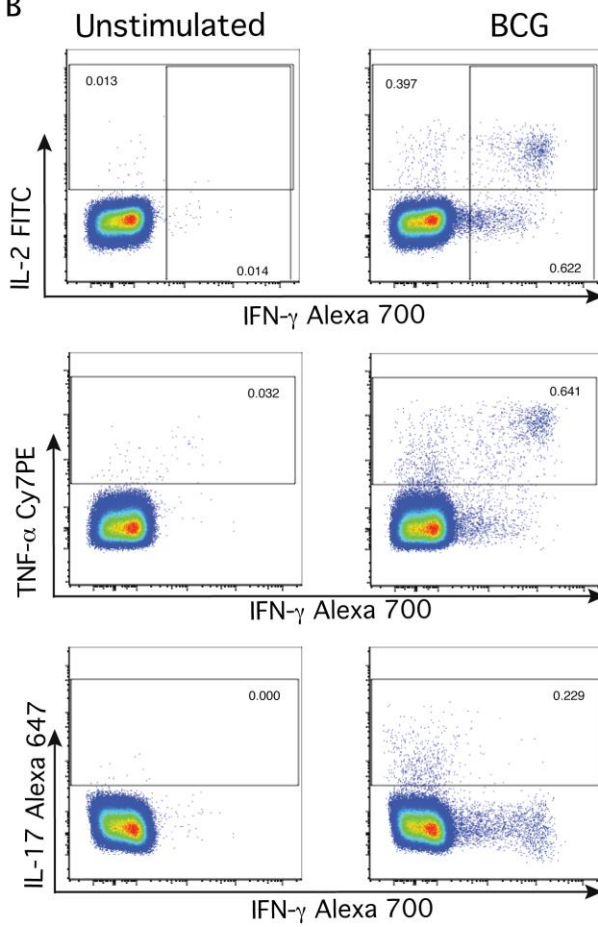 B
Unstimulated
BCG
IL-2 FITC
0.013
0.014
0.397
0.622
IFN-γ Alexa 700
TNF-α Cy7PE
0.032
0.641
IFN-γ Alexa 700
IL-17 Alexa 647
0.000
0.229
IFN-γ Alexa 700